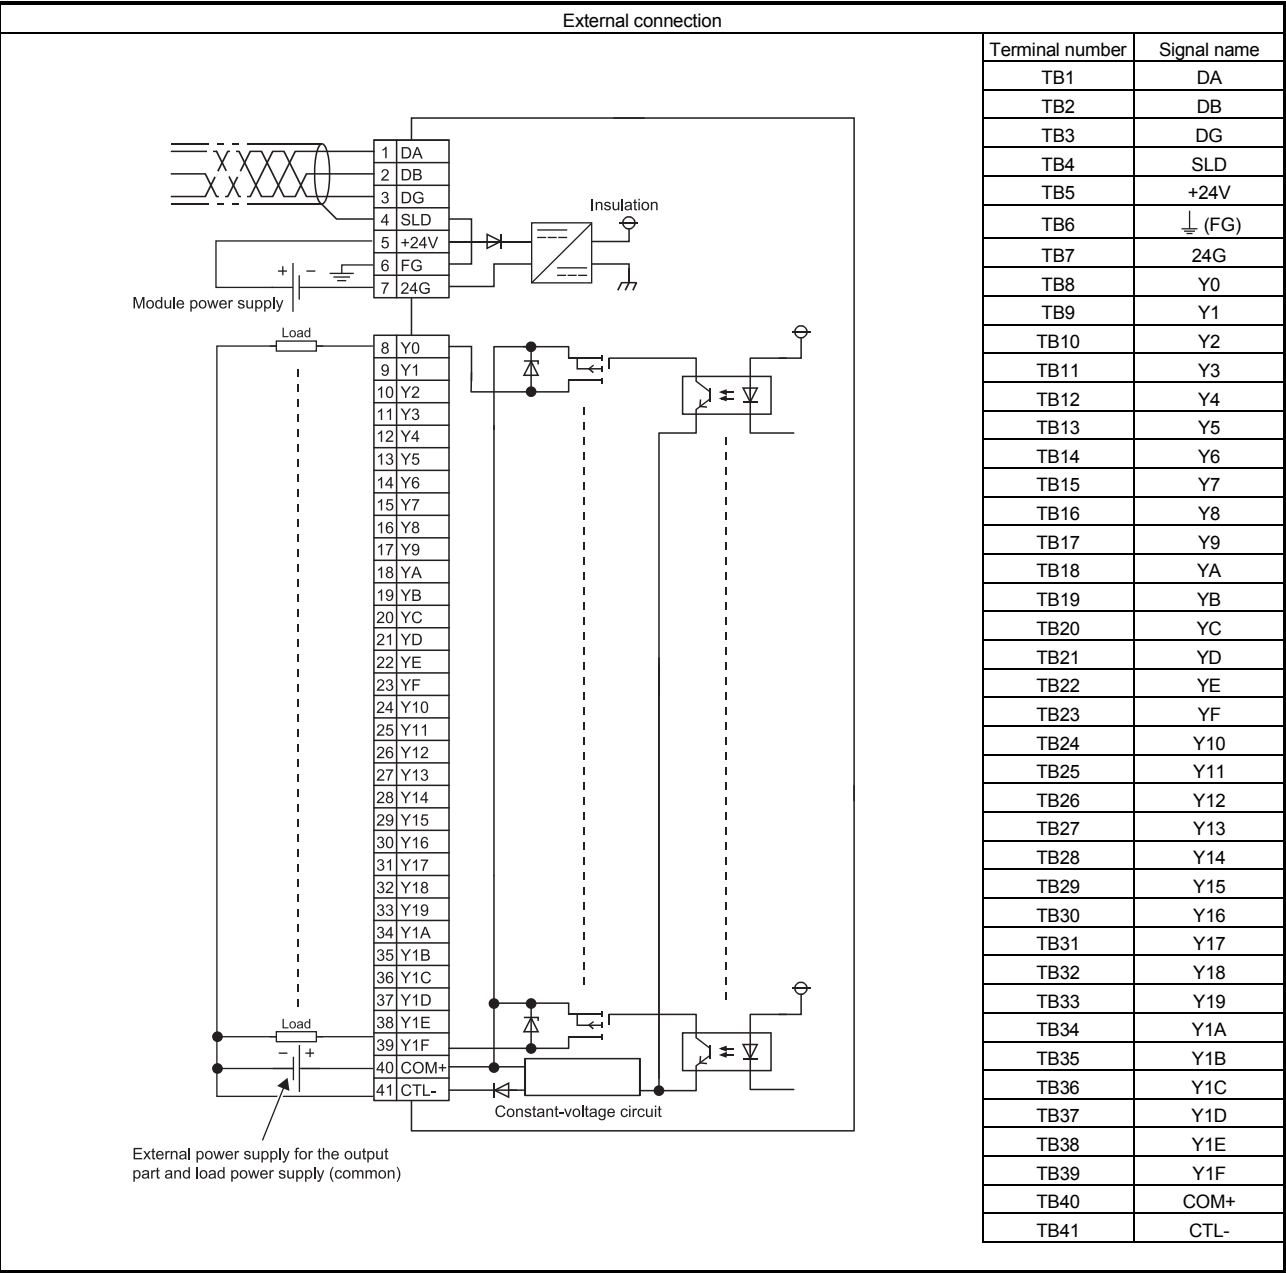 External connection
Terminal number Signal name
TB1 DA
TB2 DB
TB3 DG
TB4 SLD
TB5 +24V
TB6 ⏚ (FG)
TB7 24G
TB8 Y0
TB9 Y1
TB10 Y2
TB11 Y3
TB12 Y4
TB13 Y5
TB14 Y6
TB15 Y7
TB16 Y8
TB17 Y9
TB18 YA
TB19 YB
TB20 YC
TB21 YD
TB22 YE
TB23 YF
TB24 Y10
TB25 Y11
TB26 Y12
TB27 Y13
TB28 Y14
TB29 Y15
TB30 Y16
TB31 Y17
TB32 Y18
TB33 Y19
TB34 Y1A
TB35 Y1B
TB36 Y1C
TB37 Y1D
TB38 Y1E
TB39 Y1F
TB40 COM+
TB41 CTL-
1 DA
2 DB
3 DG
4 SLD
5 +24V
6 FG
7 24G
Insulation
+ −
Module power supply
Load
8 Y0
9 Y1
10 Y2
11 Y3
12 Y4
13 Y5
14 Y6
15 Y7
16 Y8
17 Y9
18 YA
19 YB
20 YC
21 YD
22 YE
23 YF
24 Y10
25 Y11
26 Y12
27 Y13
28 Y14
29 Y15
30 Y16
31 Y17
32 Y18
33 Y19
34 Y1A
35 Y1B
36 Y1C
37 Y1D
38 Y1E
39 Y1F
40 COM+
41 CTL-
Load
− +
Constant-voltage circuit
External power supply for the output
part and load power supply (common)